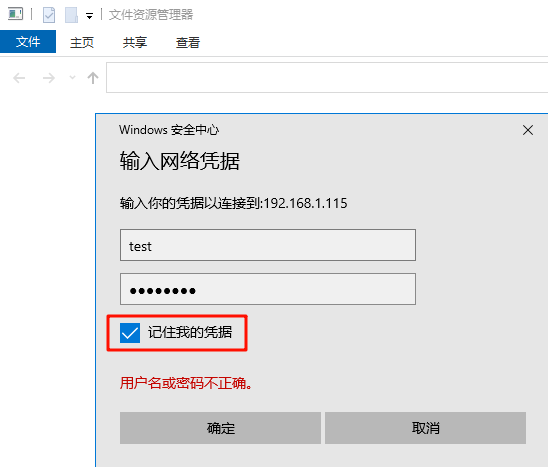 文件资源管理器
文件 主页 共享 查看
Windows 安全中心
输入网络凭据
输入你的凭据以连接到:192.168.1.115
test
●●●●●●●●
记住我的凭据
用户名或密码不正确。
确定 取消